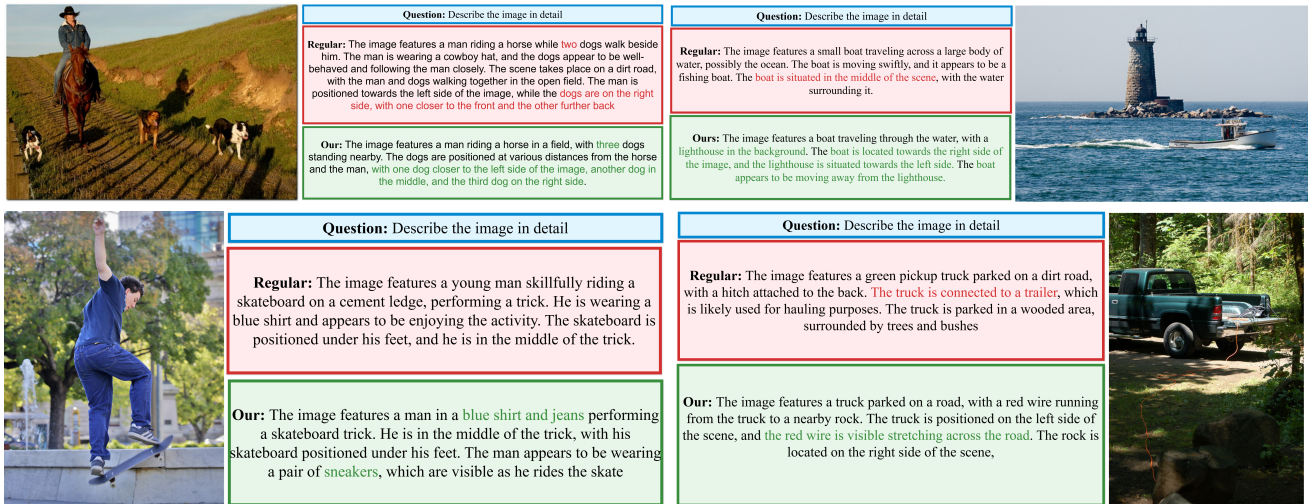 Question: Describe the image in detail
Regular: The image features a man riding a horse while two dogs walk beside
him. The man is wearing a cowboy hat, and the dogs appear to be well-
behaved and following the man closely. The scene takes place on a dirt road,
with the man and dogs walking together in the open field. The man is
positioned towards the left side of the image, while the dogs are on the right
side, with one closer to the front and the other further back
Our: The image features a man riding a horse in a field, with three dogs
standing nearby. The dogs are positioned at various distances from the horse
and the man, with one dog closer to the left side of the image, another dog in
the middle, and the third dog on the right side.
Question: Describe the image in detail
Regular: The image features a small boat traveling across a large body of
water, possibly the ocean. The boat is moving swiftly, and it appears to be a
fishing boat. The boat is situated in the middle of the scene, with the water
surrounding it.
Ours: The image features a boat traveling through the water, with a
lighthouse in the background. The boat is located towards the right side of
the image, and the lighthouse is situated towards the left side. The boat
appears to be moving away from the lighthouse.
Question: Describe the image in detail
Regular: The image features a young man skillfully riding a
skateboard on a cement ledge, performing a trick. He is wearing a
blue shirt and appears to be enjoying the activity. The skateboard is
positioned under his feet, and he is in the middle of the trick.
Our: The image features a man in a blue shirt and jeans performing
a skateboard trick. He is in the middle of the trick, with his
skateboard positioned under his feet. The man appears to be wearing
a pair of sneakers, which are visible as he rides the skate
Question: Describe the image in detail
Regular: The image features a green pickup truck parked on a dirt road,
with a hitch attached to the back. The truck is connected to a trailer, which
is likely used for hauling purposes. The truck is parked in a wooded area,
surrounded by trees and bushes
Our: The image features a truck parked on a road, with a red wire running
from the truck to a nearby rock. The truck is positioned on the left side of
the scene, and the red wire is visible stretching across the road. The rock is
located on the right side of the scene,